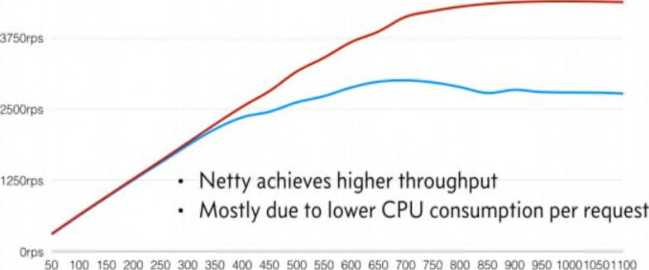 3750rps
2500rps
1250rps
• Netty achieves higher throughput
• Mostly due to lower CPU consumption per request
0rps
50 100 150 200 250 300 350 400 450 500 550 600 650 700 750 800 850 900 950 1000 1050 1100